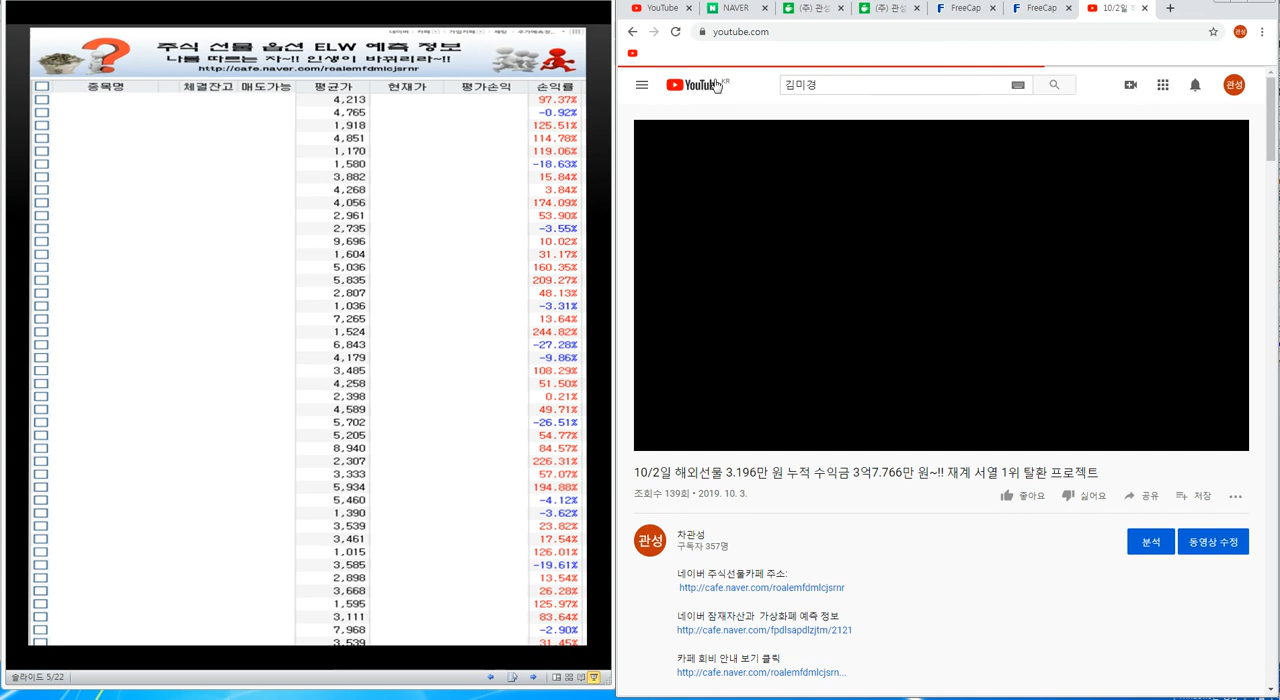 주식 선물 옵션 ELW 예측 정보
나를 따르는 자~!! 인생이 바뀌리라~!!
http://cafe.naver.com/roalemfdmlcjsrnr
종목명 체결잔고 매도가능 평균가 현재가 평가손익 손익률
4,213 97.37%
4,765 -0.92%
1,918 125.51%
4,851 114.78%
1,170 119.06%
1,580 -18.63%
3,882 15.84%
4,268 3.84%
4,056 174.09%
2,961 53.90%
2,735 -3.55%
9,696 10.02%
1,604 31.17%
5,036 160.35%
5,835 209.27%
2,807 48.13%
1,036 -3.31%
7,265 13.64%
1,524 244.82%
6,843 -27.28%
4,179 -9.86%
3,485 108.29%
4,258 51.50%
2,398 0.21%
4,589 49.71%
5,702 -26.51%
5,205 54.77%
8,940 84.57%
2,307 226.31%
3,333 57.07%
5,934 194.88%
5,460 -4.12%
1,390 -3.62%
3,539 23.82%
3,461 17.54%
1,015 126.01%
3,585 -19.61%
2,898 13.54%
3,668 26.28%
1,595 125.97%
3,111 83.64%
7,968 -2.90%
3,539 31.45%
슬라이드 5/22
YouTube NAVER (주) 관성 (주) 관성 FreeCap FreeCap 10/2일
youtube.com
관성
YouTube KR
김미경
관성
10/2일 해외선물 3.196만 원 누적 수익금 3억7.766만 원~!! 재계 서열 1위 탈환 프로젝트
조회수 139회 • 2019. 10. 3.
좋아요 싫어요 공유 저장
관성
차관성
구독자 357명
분석 동영상 수정
네이버 주식선물카페 주소:
http://cafe.naver.com/roalemfdmlcjsrnr
네이버 잠재자산과 가상화폐 예측 정보
http://cafe.naver.com/fpdlsapdlzjtm/2121
카페 회비 안내 보기 클릭
http://cafe.naver.com/roalemfdmlcjsrn...